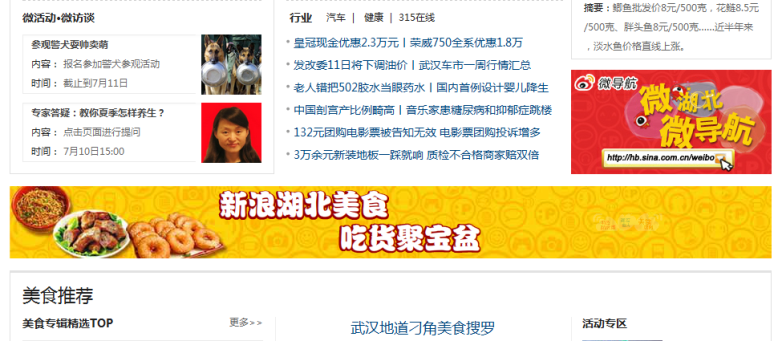 微活动•微访谈
参观警犬耍帅卖萌
内容： 报名参加警犬参观活动
时间： 截止到7月11日
专家答疑：教你夏季怎样养生？
内容： 点击页面进行提问
时间： 7月10日15:00
行业 汽车 | 健康 | 315在线
皇冠现金优惠2.3万元丨荣威750全系优惠1.8万
发改委11日将下调油价丨武汉车市一周行情汇总
老人错把502胶水当眼药水丨国内首例设计婴儿降生
中国剖宫产比例畸高丨音乐家患糖尿病和抑郁症跳楼
132元团购电影票被告知无效 电影票团购投诉增多
3万余元新装地板一踩就响 质检不合格商家赔双倍
摘要：鲫鱼批发价8元/500克，花鲢8.5元
/500克、胖头鱼8元/500克……近半年来
，淡水鱼价格直线上涨。
微导航
微湖北
微导航
http://hb.sina.com.cn/weibo
新浪湖北美食
吃货聚宝盆
美食推荐
美食专辑精选TOP 更多>>
武汉地道刁角美食搜罗
活动专区